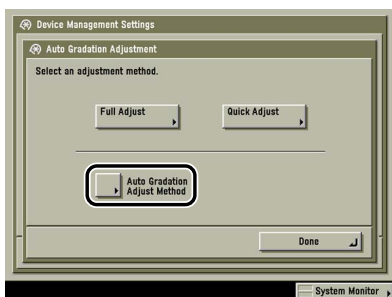 Device Management Settings
Auto Gradation Adjustment
Select an adjustment method.
Full Adjust
Quick Adjust
Auto Gradation
Adjust Method
Done
System Monitor